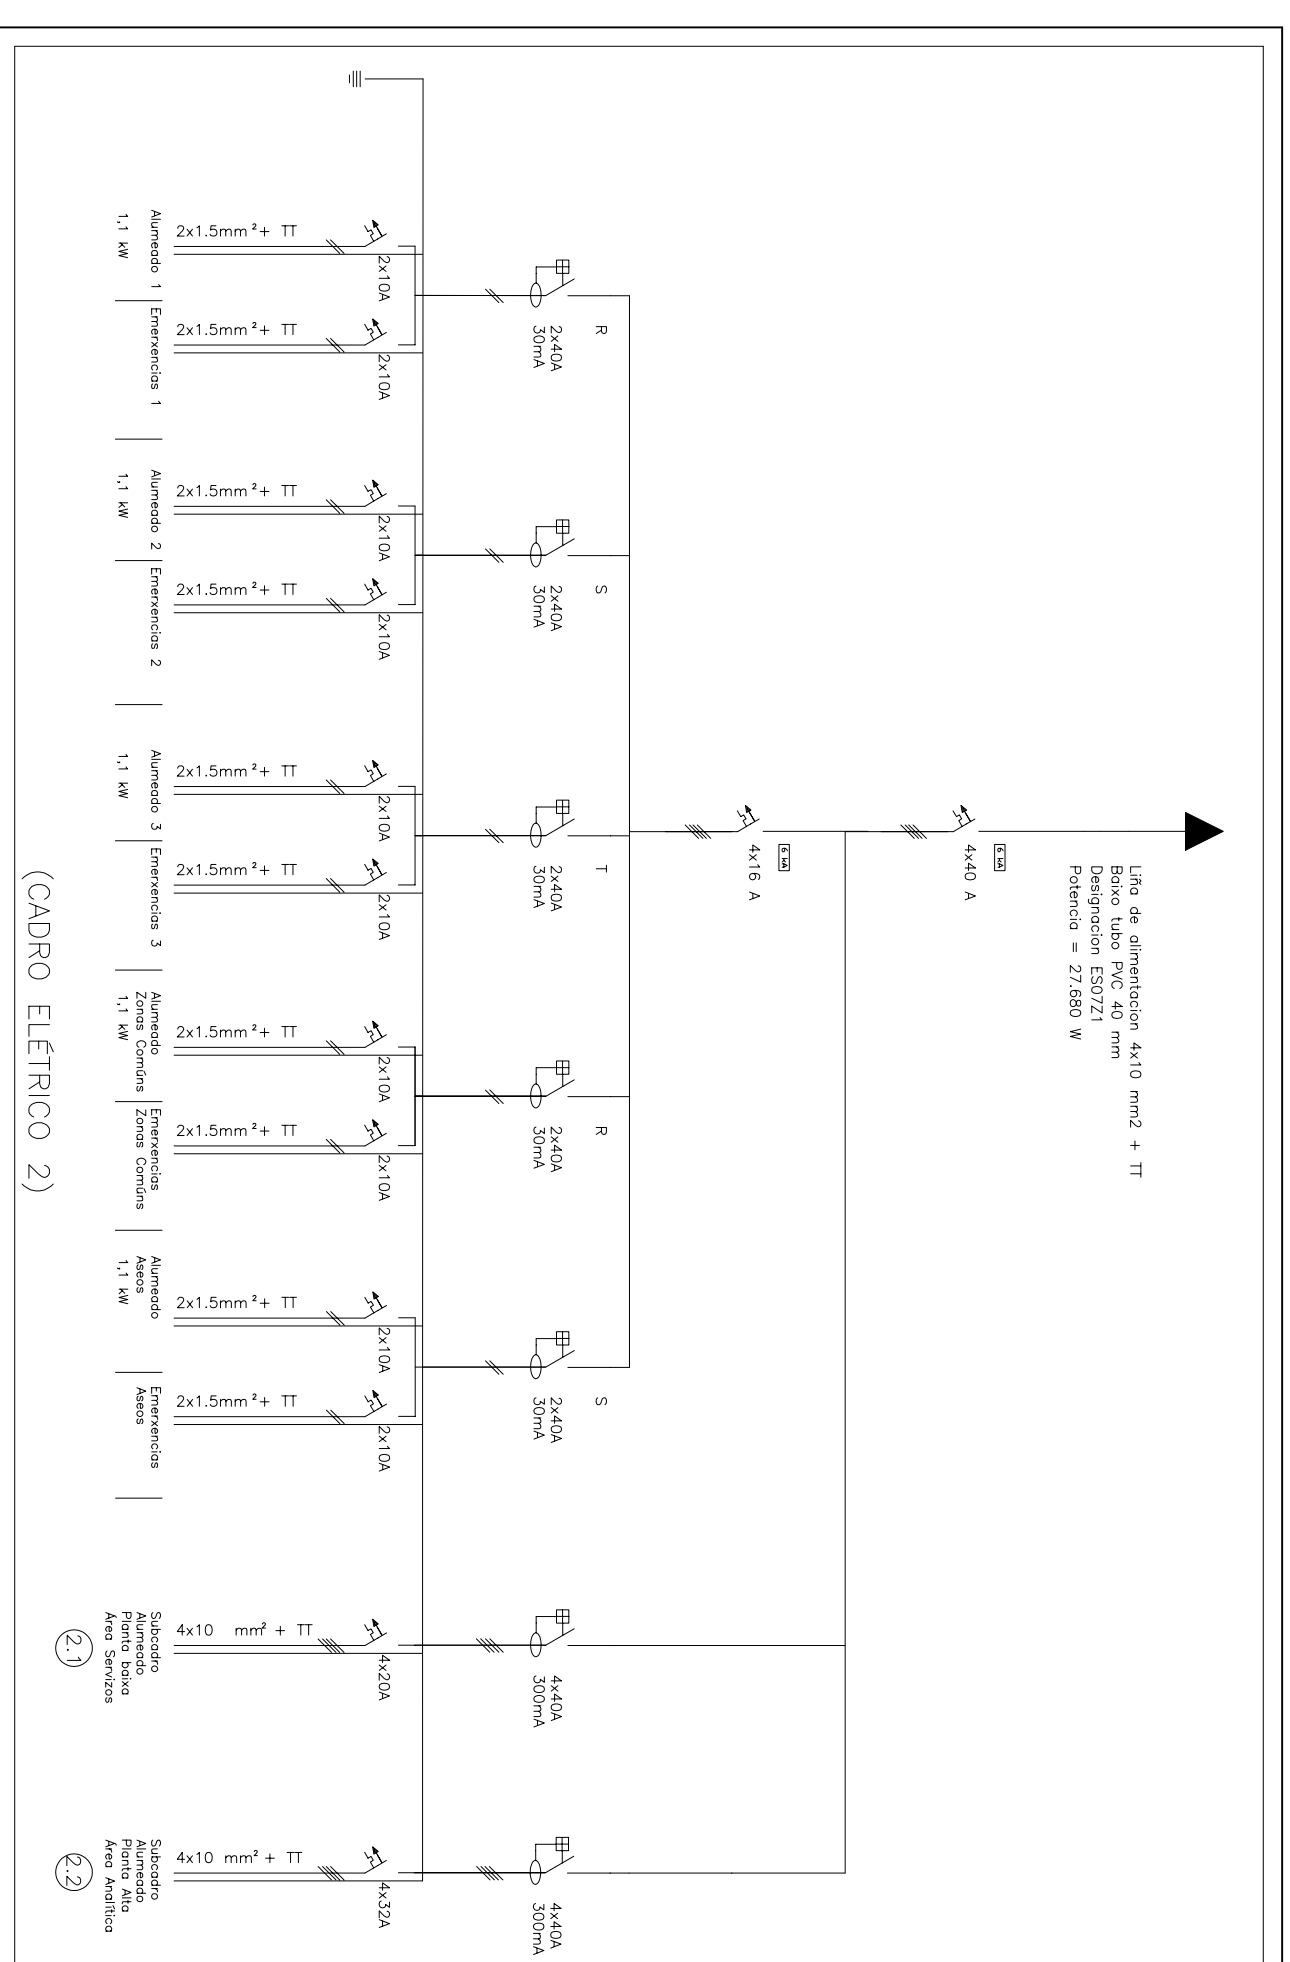 Liña de alimentacion 4x10 mm2 + TT
Baixo tubo PVC 40 mm
Designacion ES07Z1
Potencia = 27.680 W
6 kA
4x40 A
6 kA
4x16 A
R
2x40A
30mA
S
2x40A
30mA
T
2x40A
30mA
R
2x40A
30mA
S
2x40A
30mA
4x40A
300mA
4x40A
300mA
2x10A
2x10A
2x10A
2x10A
2x10A
2x10A
2x10A
2x10A
2x10A
2x10A
4x20A
4x32A
2x1.5mm²+ TT
2x1.5mm²+ TT
2x1.5mm²+ TT
2x1.5mm²+ TT
2x1.5mm²+ TT
2x1.5mm²+ TT
2x1.5mm²+ TT
2x1.5mm²+ TT
2x1.5mm²+ TT
2x1.5mm²+ TT
4x10 mm² + TT
4x10 mm² + TT
Alumeado 1
1,1 kW
Emerxencias 1
Alumeado 2
1,1 kW
Emerxencias 2
Alumeado 3
1,1 kW
Emerxencias 3
Alumeado
Zonas Comúns
1,1 kW
Emerxencias
Zonas Comúns
Alumeado
Aseos
1,1 kW
Emerxencias
Aseos
Subcadro
Alumeado
Planta baixa
Área Servizos
2.1
Subcadro
Alumeado
Planta Alta
Área Analítica
2.2
(CADRO ELÉTRICO 2)